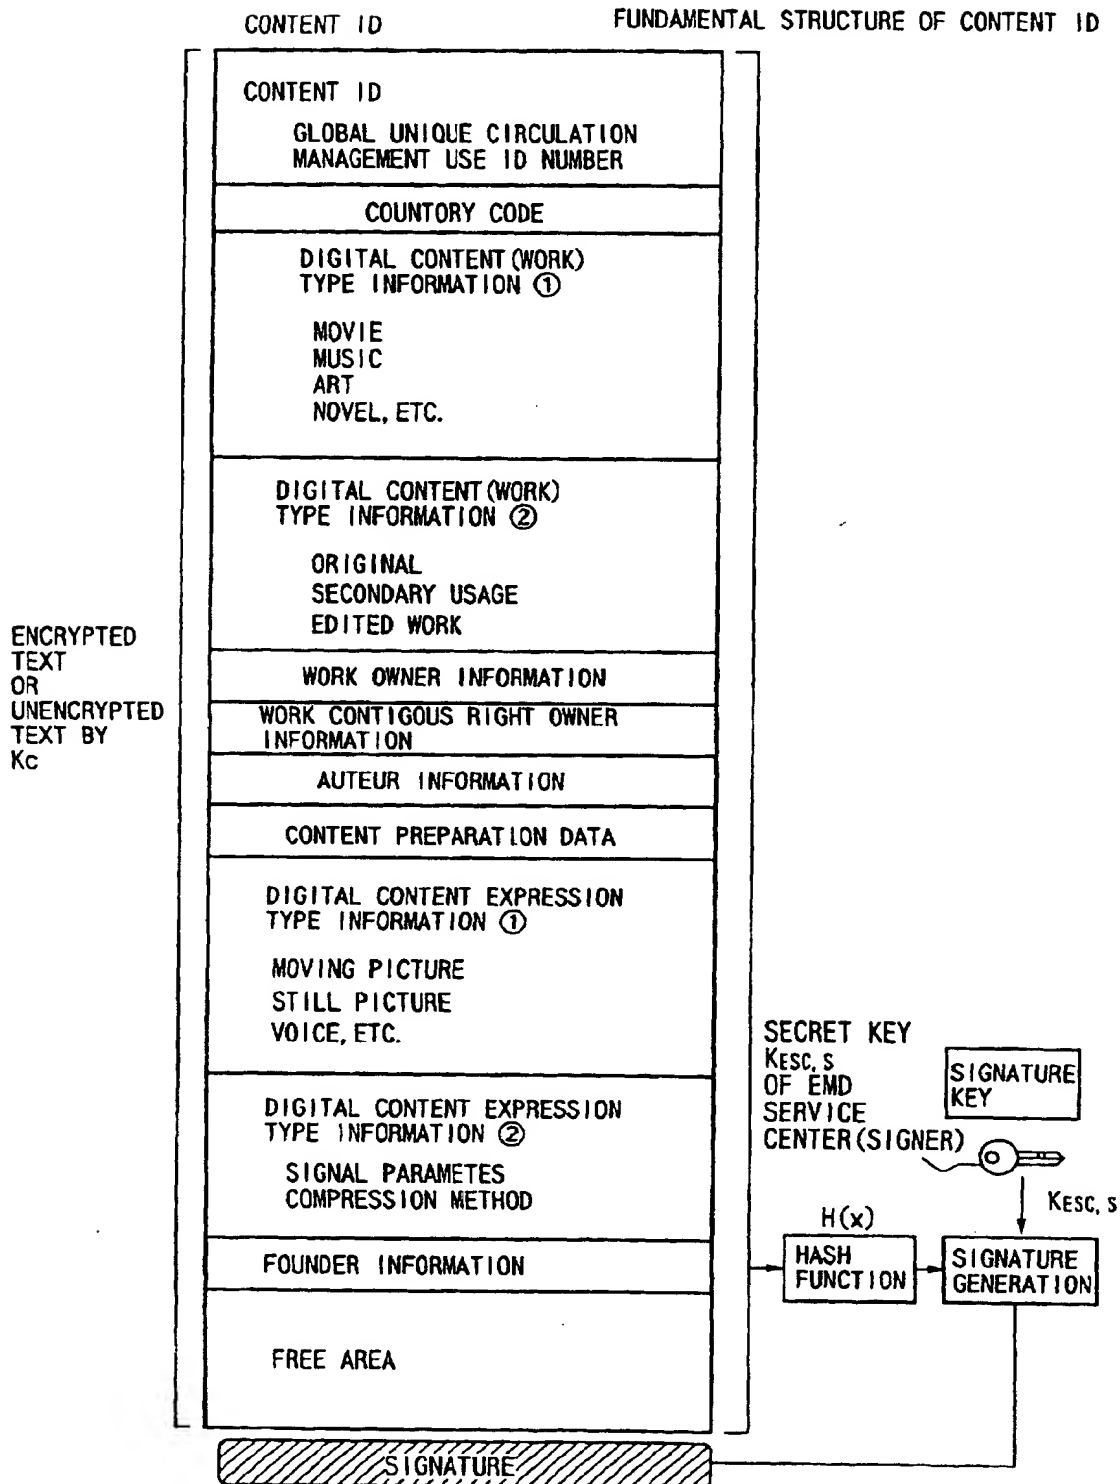 CONTENT ID
FUNDAMENTAL STRUCTURE OF CONTENT ID
CONTENT ID
GLOBAL UNIQUE CIRCULATION
MANAGEMENT USE ID NUMBER
COUNTORY CODE
DIGITAL CONTENT(WORK)
TYPE INFORMATION ①
MOVIE
MUSIC
ART
NOVEL, ETC.
DIGITAL CONTENT(WORK)
TYPE INFORMATION ②
ORIGINAL
SECONDARY USAGE
EDITED WORK
ENCRYPTED
TEXT
OR
UNENCRYPTED
TEXT BY
Kc
WORK OWNER INFORMATION
WORK CONTIGOUS RIGHT OWNER
INFORMATION
AUTEUR INFORMATION
CONTENT PREPARATION DATA
DIGITAL CONTENT EXPRESSION
TYPE INFORMATION ①
MOVING PICTURE
STILL PICTURE
VOICE, ETC.
DIGITAL CONTENT EXPRESSION
TYPE INFORMATION ②
SIGNAL PARAMETES
COMPRESSION METHOD
SECRET KEY
KESC, S
OF EMD
SERVICE
CENTER(SIGNER)
SIGNATURE
KEY
KESC, S
H(x)
HASH
FUNCTION
SIGNATURE
GENERATION
FOUNDER INFORMATION
FREE AREA
SIGNATURE